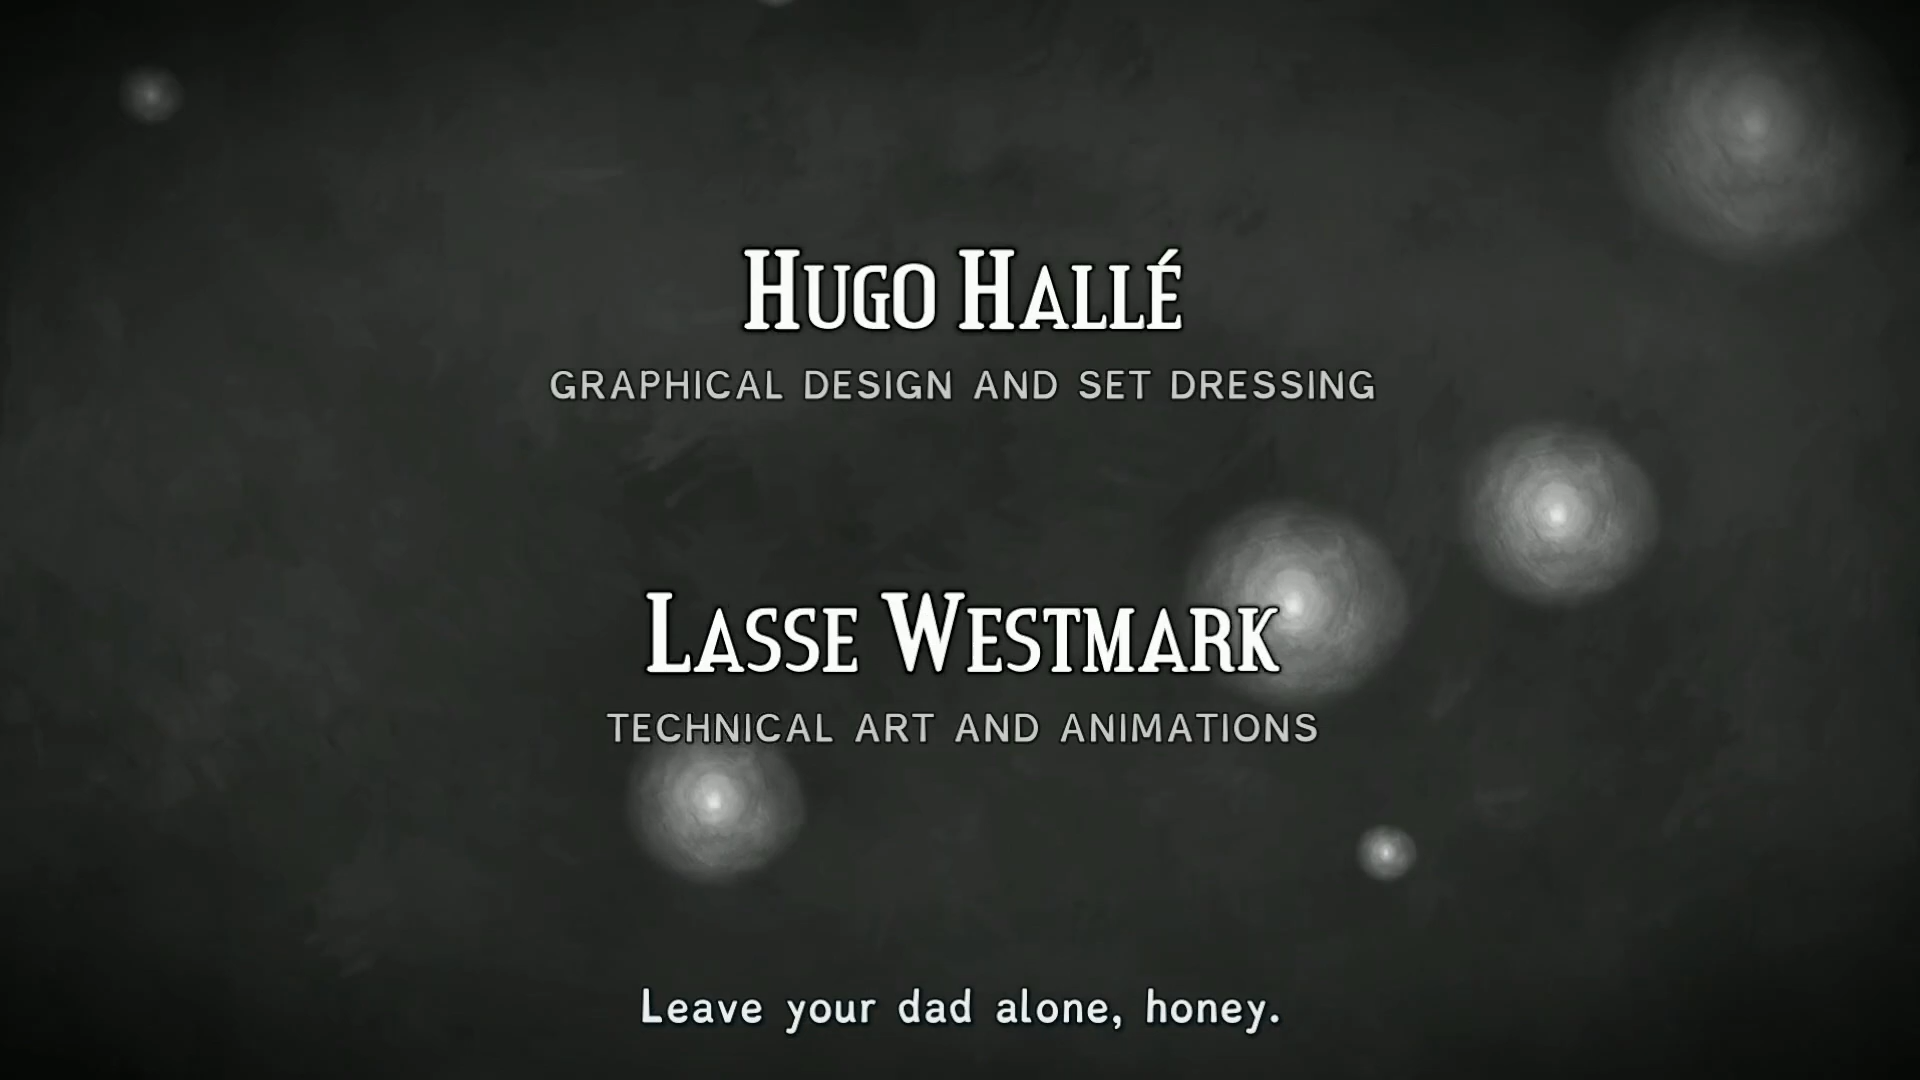 Hugo Hallé
GRAPHICAL DESIGN AND SET DRESSING
Lasse Westmark
TECHNICAL ART AND ANIMATIONS
Leave your dad alone, honey.